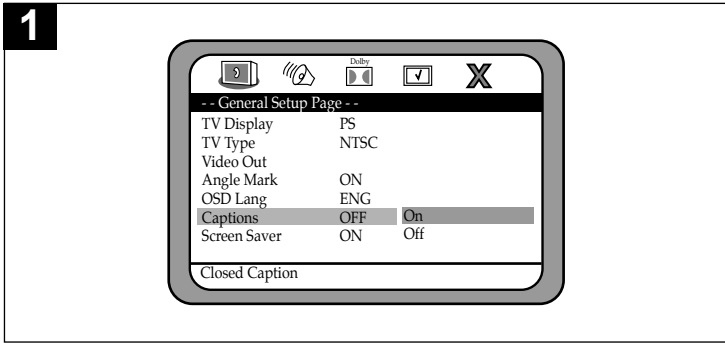 1
Dolby
- - General Setup Page - -
TV Display PS
TV Type NTSC
Video Out
Angle Mark ON
OSD Lang ENG
Captions OFF On
Screen Saver ON Off
Closed Caption